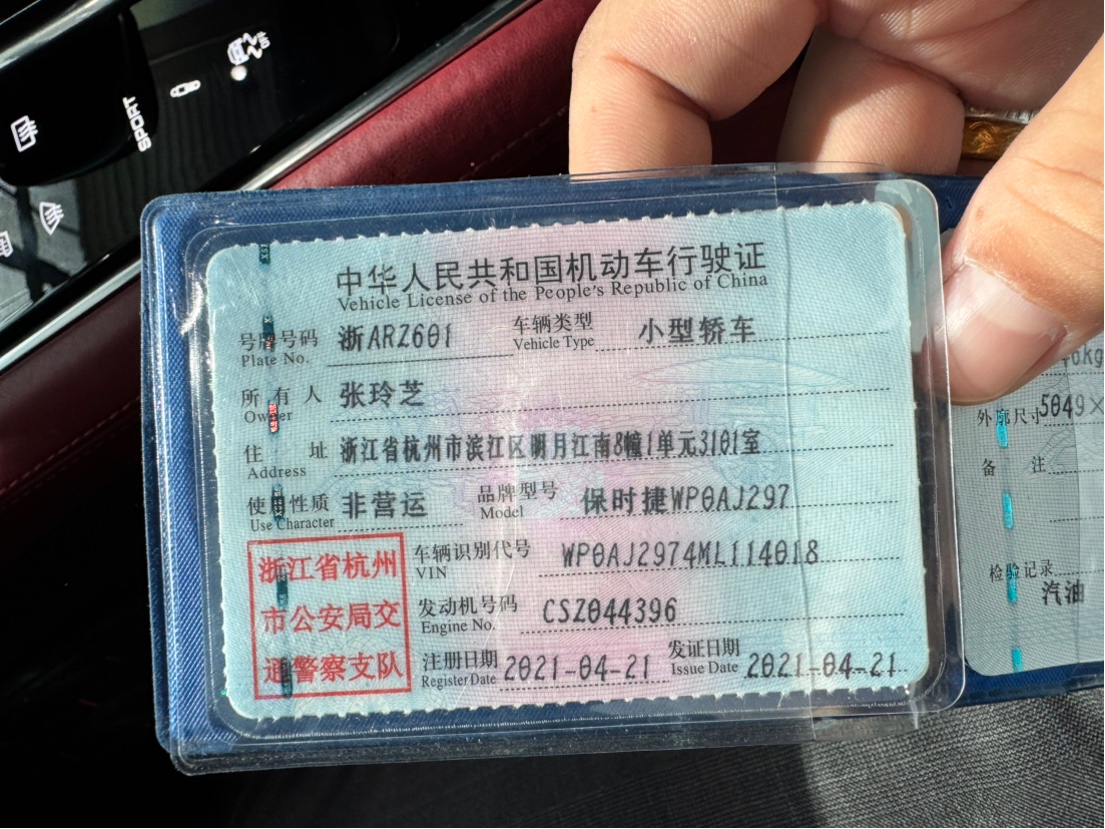 SPORT
中华人民共和国机动车行驶证
Vehicle License of the People's Republic of China
号牌号码 浙ARZ601 车辆类型 小型轿车
Plate No. Vehicle Type
所有人 张玲芝
Owner
住址 浙江省杭州市滨江区明月江南8幢1单元3101室
Address
使用性质 非营运 品牌型号 保时捷WP0AJ297
Use Character Model
浙江省杭州
市公安局交
通警察支队
车辆识别代号 WP0AJ2974ML114018
VIN
发动机号码 CSZ044396
Engine No.
注册日期 2021-04-21 发证日期 2021-04-21
Register Date Issue Date
外廓尺寸 5049×
备注
检验记录
汽油